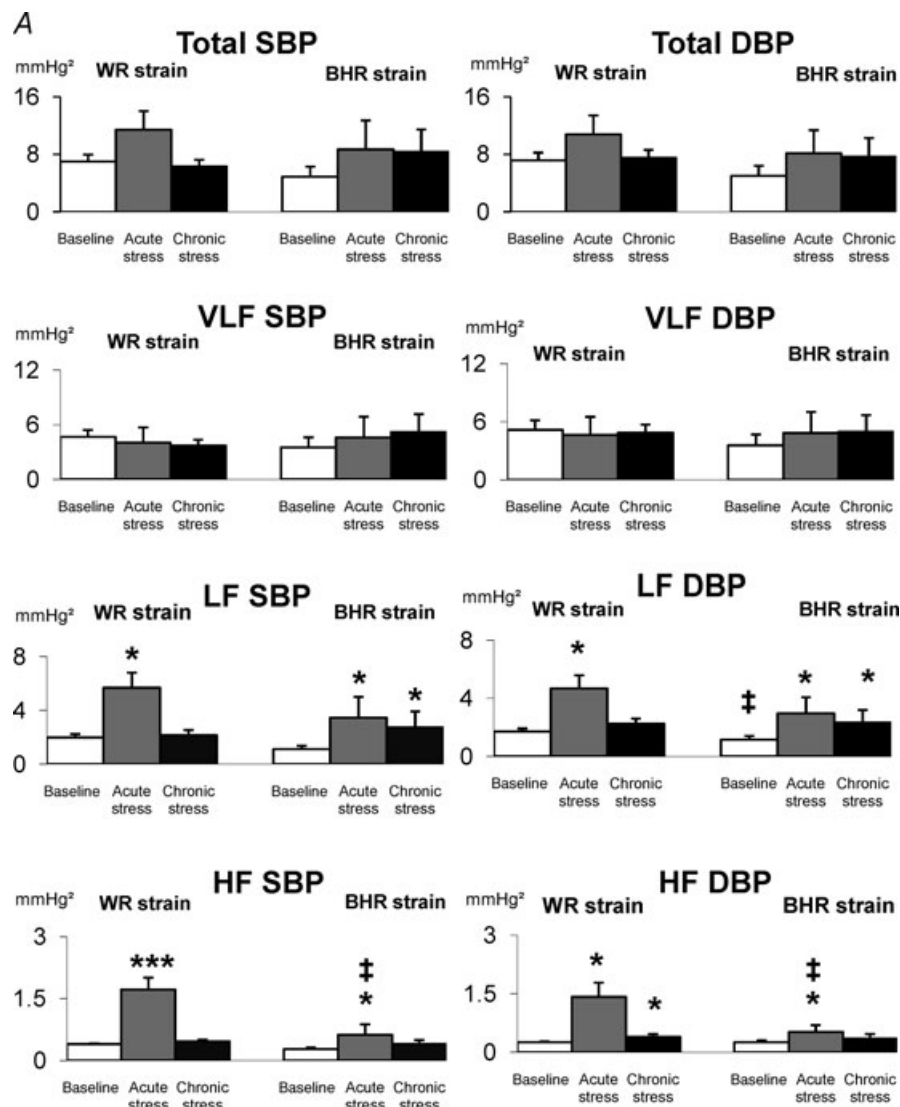 A
Total SBP
mmHg²
WR strain
BHR strain
16
8
0
Baseline Acute stress Chronic stress
Baseline Acute stress Chronic stress
Total DBP
mmHg²
WR strain
BHR strain
16
8
0
Baseline Acute stress Chronic stress
Baseline Acute stress Chronic stress
VLF SBP
mmHg²
WR strain
BHR strain
12
6
0
Baseline Acute stress Chronic stress
Baseline Acute stress Chronic stress
VLF DBP
mmHg²
WR strain
BHR strain
12
6
0
Baseline Acute stress Chronic stress
Baseline Acute stress Chronic stress
LF SBP
mmHg²
WR strain
BHR strain
8
*
* *
4
0
Baseline Acute stress Chronic stress
Baseline Acute stress Chronic stress
LF DBP
mmHg²
WR strain
BHR strain
8
*
‡ * *
4
0
Baseline Acute stress Chronic stress
Baseline Acute stress Chronic stress
HF SBP
mmHg²
WR strain
BHR strain
3
***
‡
*
1.5
0
Baseline Acute stress Chronic stress
Baseline Acute stress Chronic stress
HF DBP
mmHg²
WR strain
BHR strain
3
* *
‡
*
1.5
0
Baseline Acute stress Chronic stress
Baseline Acute stress Chronic stress